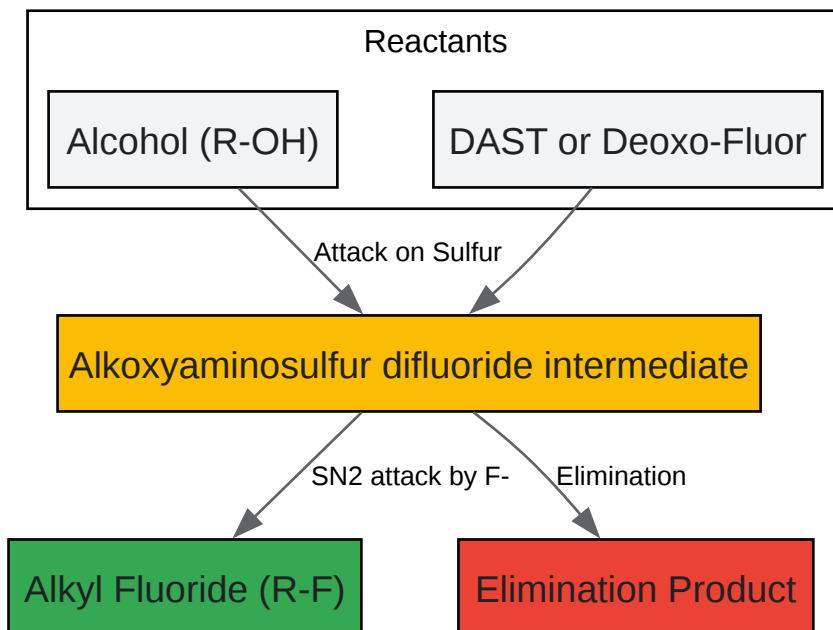 Reactants
Alcohol (R-OH)
DAST or Deoxo-Fluor
Attack on Sulfur
Alkoxyaminosulfur difluoride intermediate
SN2 attack by F-
Elimination
Alkyl Fluoride (R-F)
Elimination Product